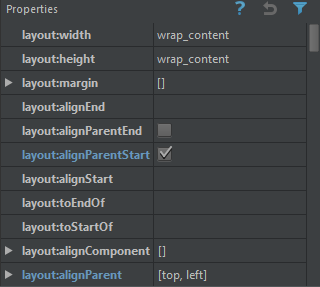 Properties
layout:width wrap_content
layout:height wrap_content
layout:margin []
layout:alignEnd
layout:alignParentEnd
layout:alignParentStart
layout:alignStart
layout:toEndOf
layout:toStartOf
layout:alignComponent []
layout:alignParent [top, left]